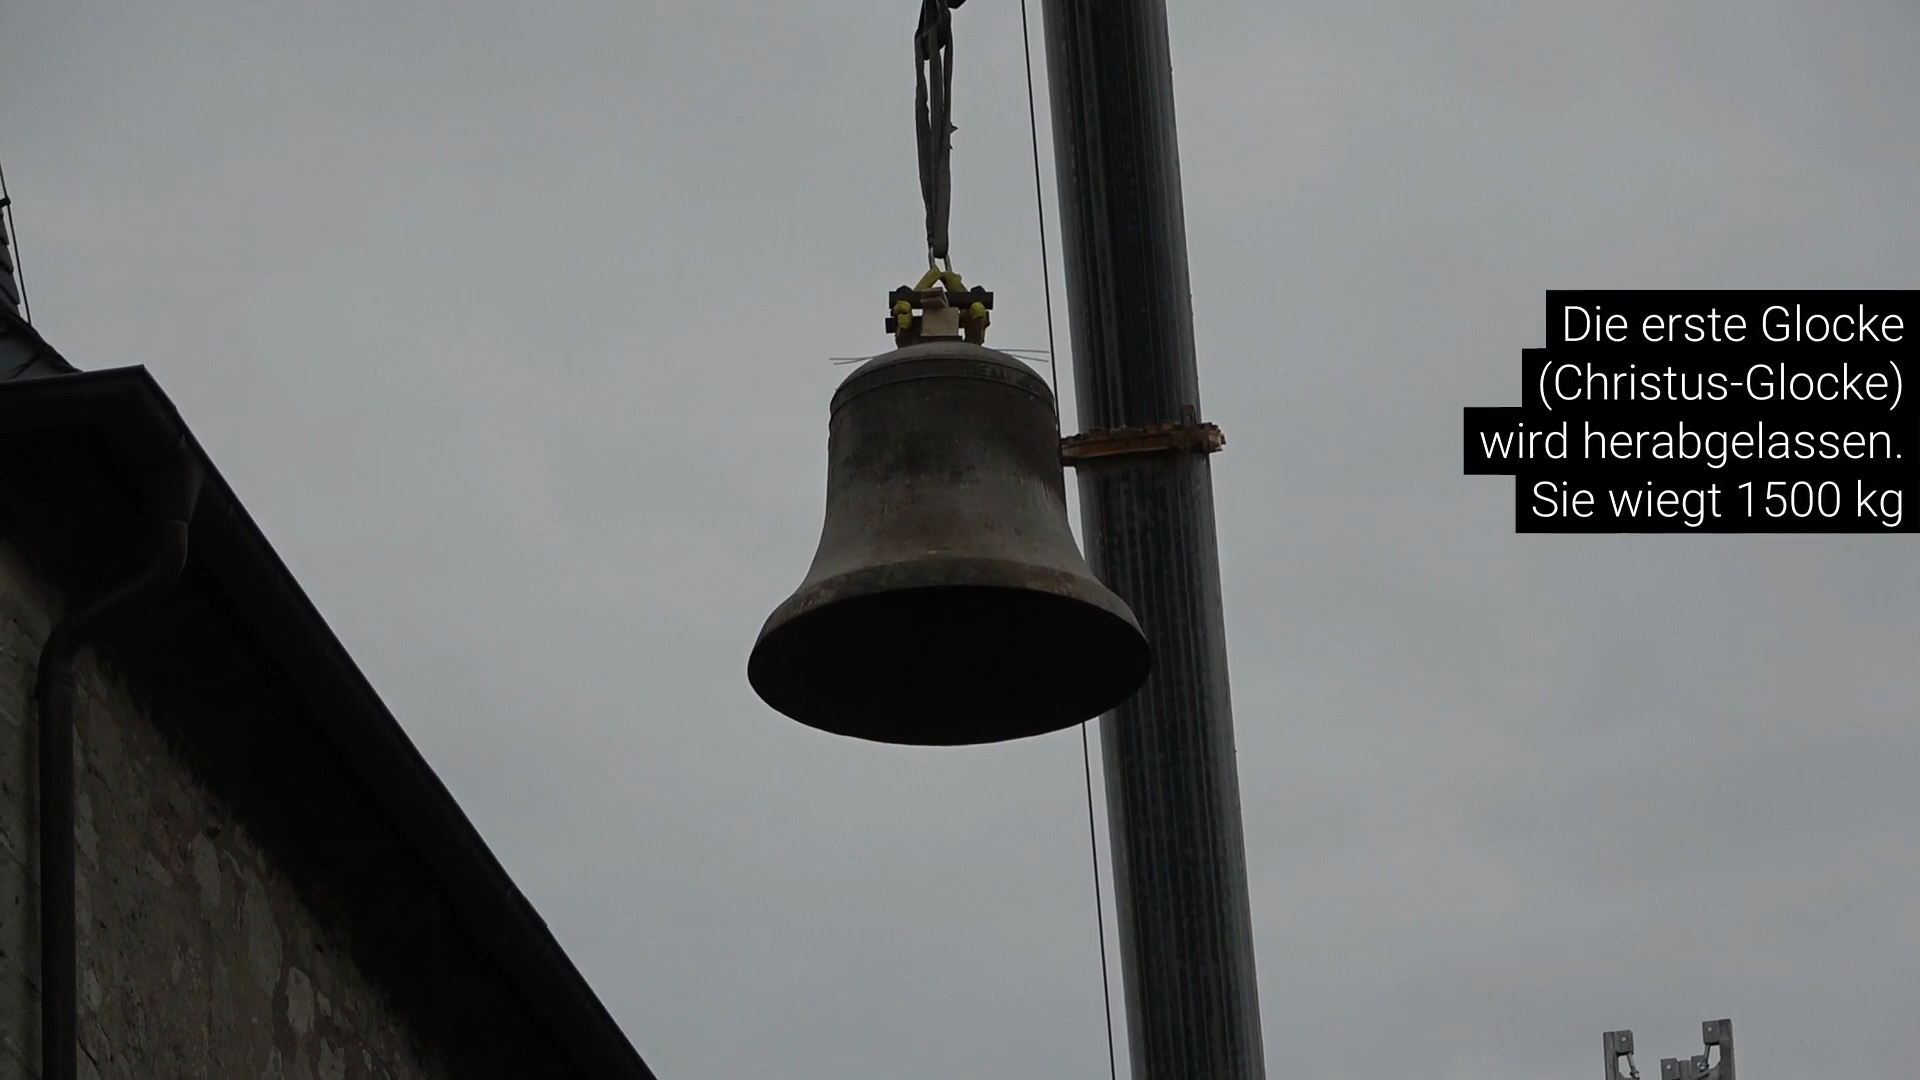 Die erste Glocke
(Christus-Glocke)
wird herabgelassen.
Sie wiegt 1500 kg